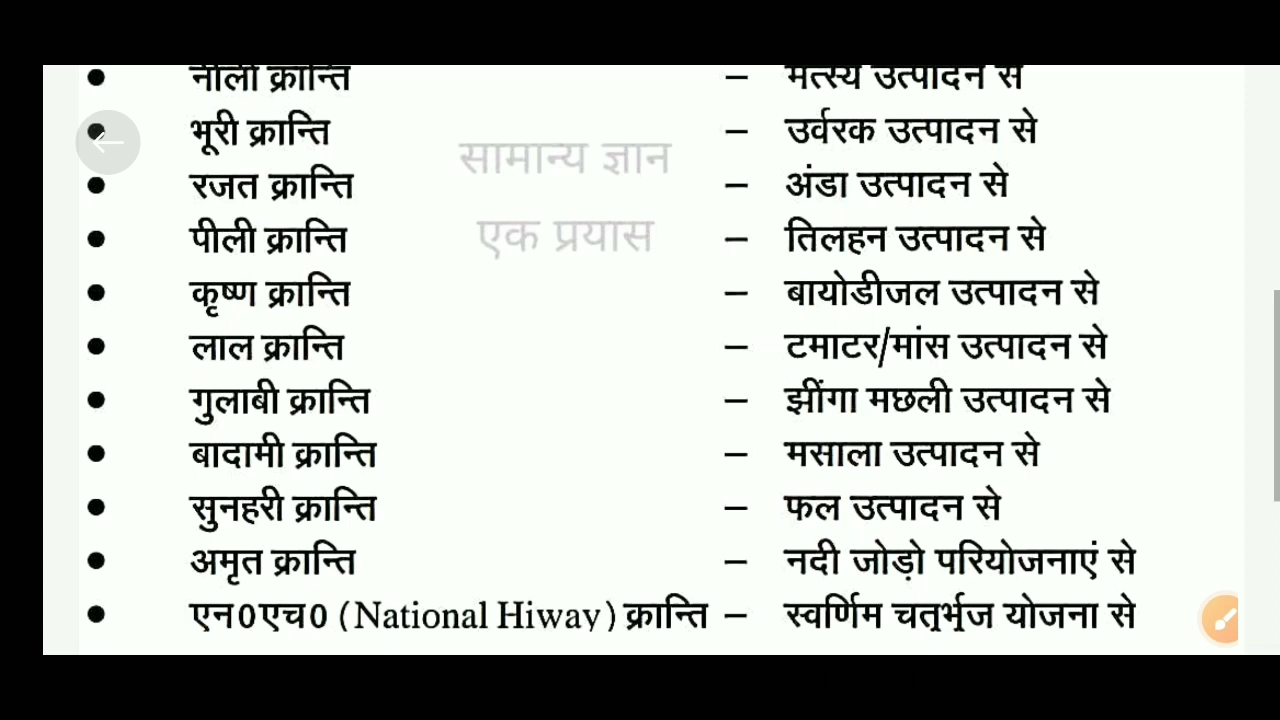 नीली क्रान्ति – मत्स्य उत्पादन से
भूरी क्रान्ति – उर्वरक उत्पादन से
सामान्य ज्ञान
रजत क्रान्ति – अंडा उत्पादन से
एक प्रयास
पीली क्रान्ति – तिलहन उत्पादन से
कृष्ण क्रान्ति – बायोडीजल उत्पादन से
लाल क्रान्ति – टमाटर/मांस उत्पादन से
गुलाबी क्रान्ति – झींगा मछली उत्पादन से
बादामी क्रान्ति – मसाला उत्पादन से
सुनहरी क्रान्ति – फल उत्पादन से
अमृत क्रान्ति – नदी जोड़ो परियोजनाएं से
एन0एच0 (National Hiway) क्रान्ति – स्वर्णिम चतुर्भुज योजना से